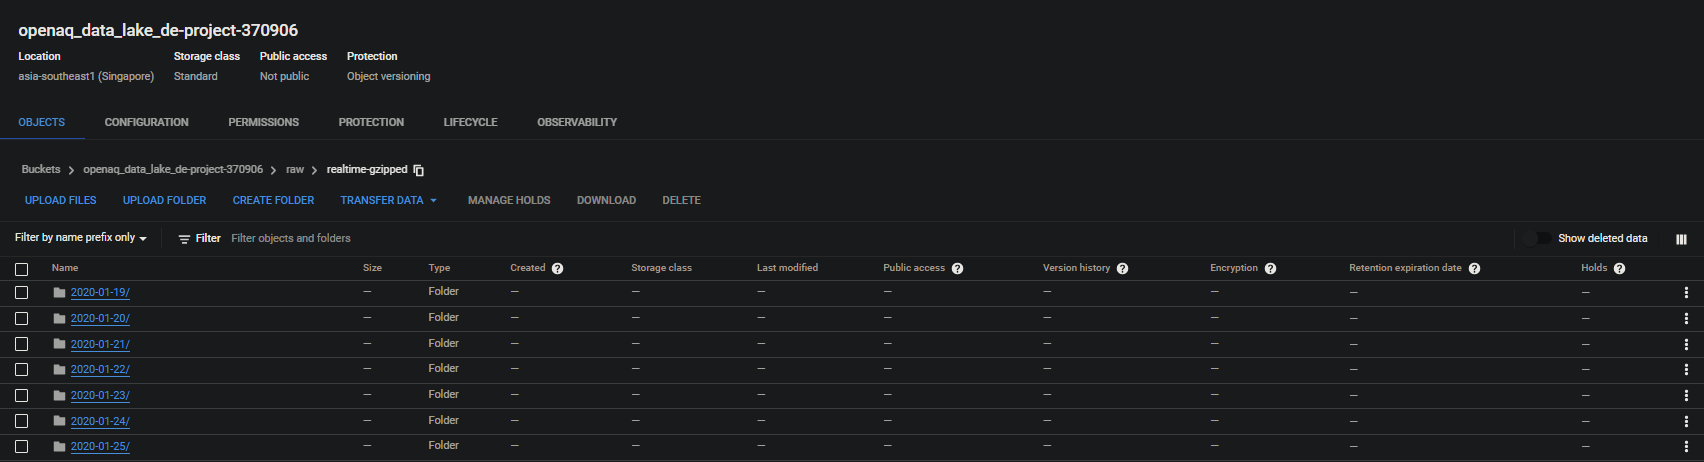 openaq_data_lake_de-project-370906
Location Storage class Public access Protection
asia-southeast1 (Singapore) Standard Not public Object versioning
OBJECTS CONFIGURATION PERMISSIONS PROTECTION LIFECYCLE OBSERVABILITY
Buckets > openaq_data_lake_de-project-370906 > raw > realtime-gzipped
UPLOAD FILES UPLOAD FOLDER CREATE FOLDER TRANSFER DATA MANAGE HOLDS DOWNLOAD DELETE
Filter by name prefix only Filter Filter objects and folders Show deleted data
Name Size Type Created ? Storage class Last modified Public access ? Version history ? Encryption ? Retention expiration date ? Holds ?
2020-01-19/ — Folder — — — — — — — —
2020-01-20/ — Folder — — — — — — — —
2020-01-21/ — Folder — — — — — — — —
2020-01-22/ — Folder — — — — — — — —
2020-01-23/ — Folder — — — — — — — —
2020-01-24/ — Folder — — — — — — — —
2020-01-25/ — Folder — — — — — — — —